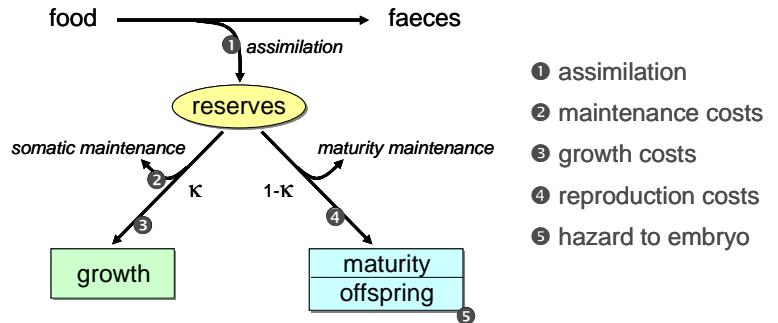 food
faeces
❶
assimilation
reserves
somatic maintenance
maturity maintenance
❷
κ
1-κ
❸
❹
growth
maturity
offspring
❺
❶ assimilation
❷ maintenance costs
❸ growth costs
❹ reproduction costs
❺ hazard to embryo